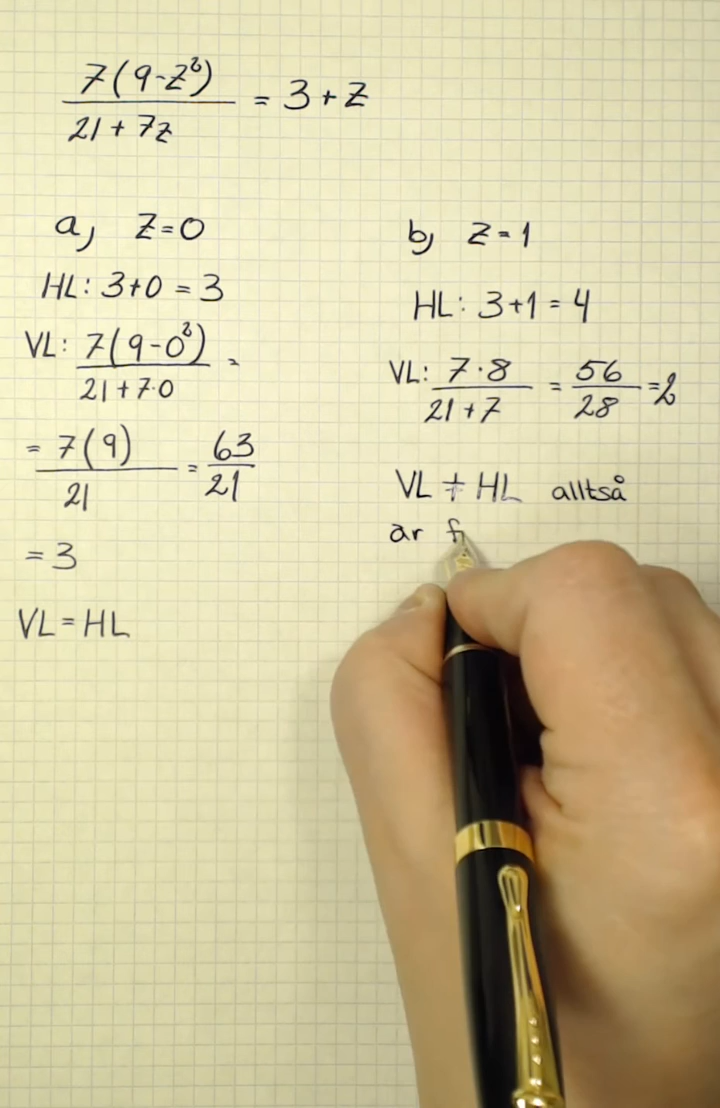 7(9-z²)/21+7z = 3+z
a) z=0
HL: 3+0 = 3
VL: 7(9-0²)/21+7·0 =
= 7(9)/21 = 63/21
= 3
VL = HL
b) z=1
HL: 3+1 = 4
VL: 7·8/21+7 = 56/28 = 2
VL ≠ HL alltså
är